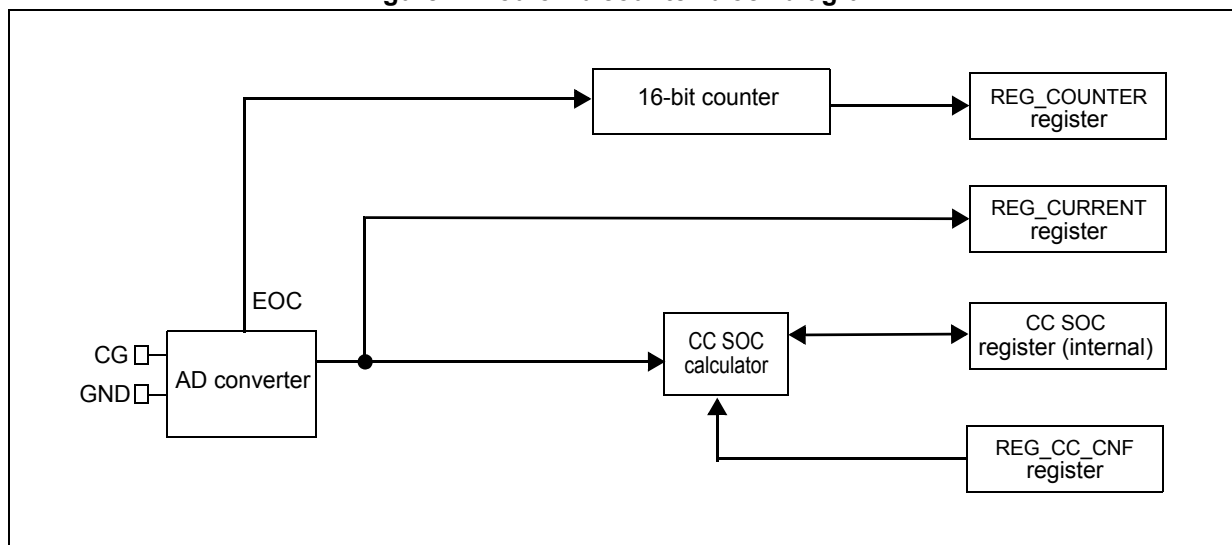 16-bit counter
REG_COUNTER
register
REG_CURRENT
register
EOC
CG
GND
AD converter
CC SOC
calculator
CC SOC
register (internal)
REG_CC_CNF
register